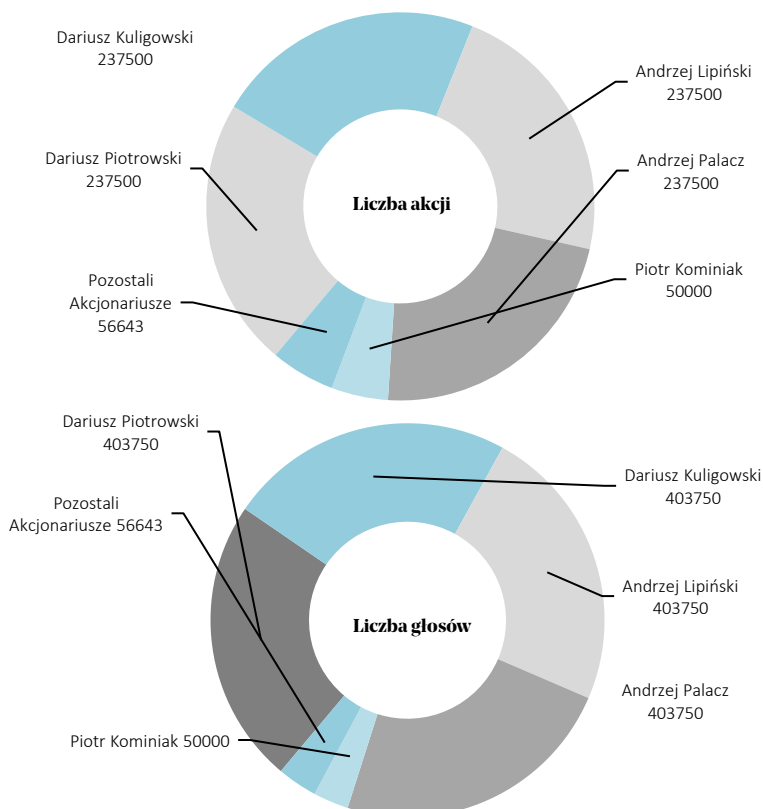 Dariusz Kuligowski
237500
Andrzej Lipiński
237500
Dariusz Piotrowski
237500
Andrzej Palacz
237500
Liczba akcji
Piotr Kominiak
50000
Pozostali
Akcjonariusze
56643
Dariusz Piotrowski
403750
Dariusz Kuligowski
403750
Pozostali
Akcjonariusze 56643
Andrzej Lipiński
403750
Liczba głosów
Andrzej Palacz
403750
Piotr Kominiak 50000